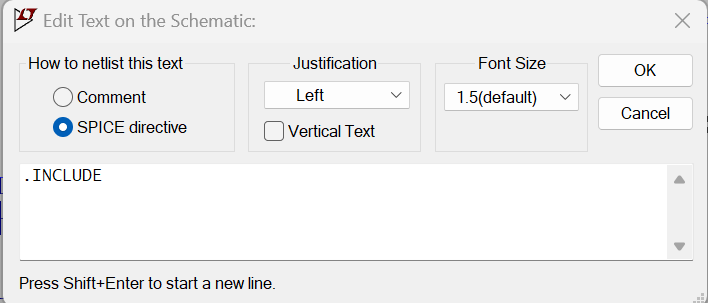 Edit Text on the Schematic:
How to netlist this text
Comment
SPICE directive
Justification
Left
Vertical Text
Font Size
1.5(default)
OK
Cancel
.INCLUDE
Press Shift+Enter to start a new line.